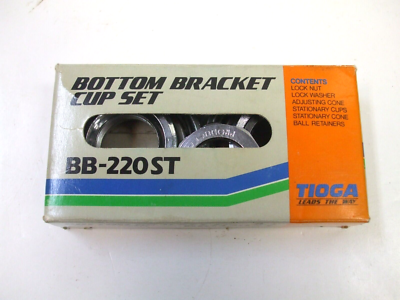 BOTTOM BRACKET
CUP SET
BB-220ST
CONTENTS
LOCK NUT
LOCK WASHER
ADJUSTING CONE
STATIONARY CUPS
STATIONARY CONE
BALL RETAINERS
TIOGA
LEADS THE WAY